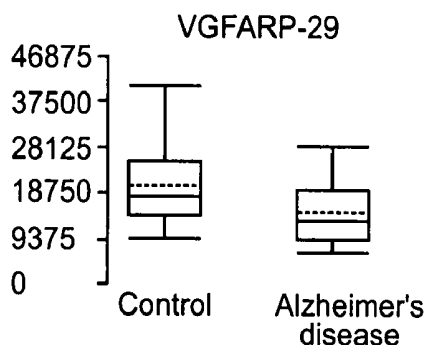 VGFARP-29
46875
37500
28125
18750
9375
0
Control
Alzheimer's
disease